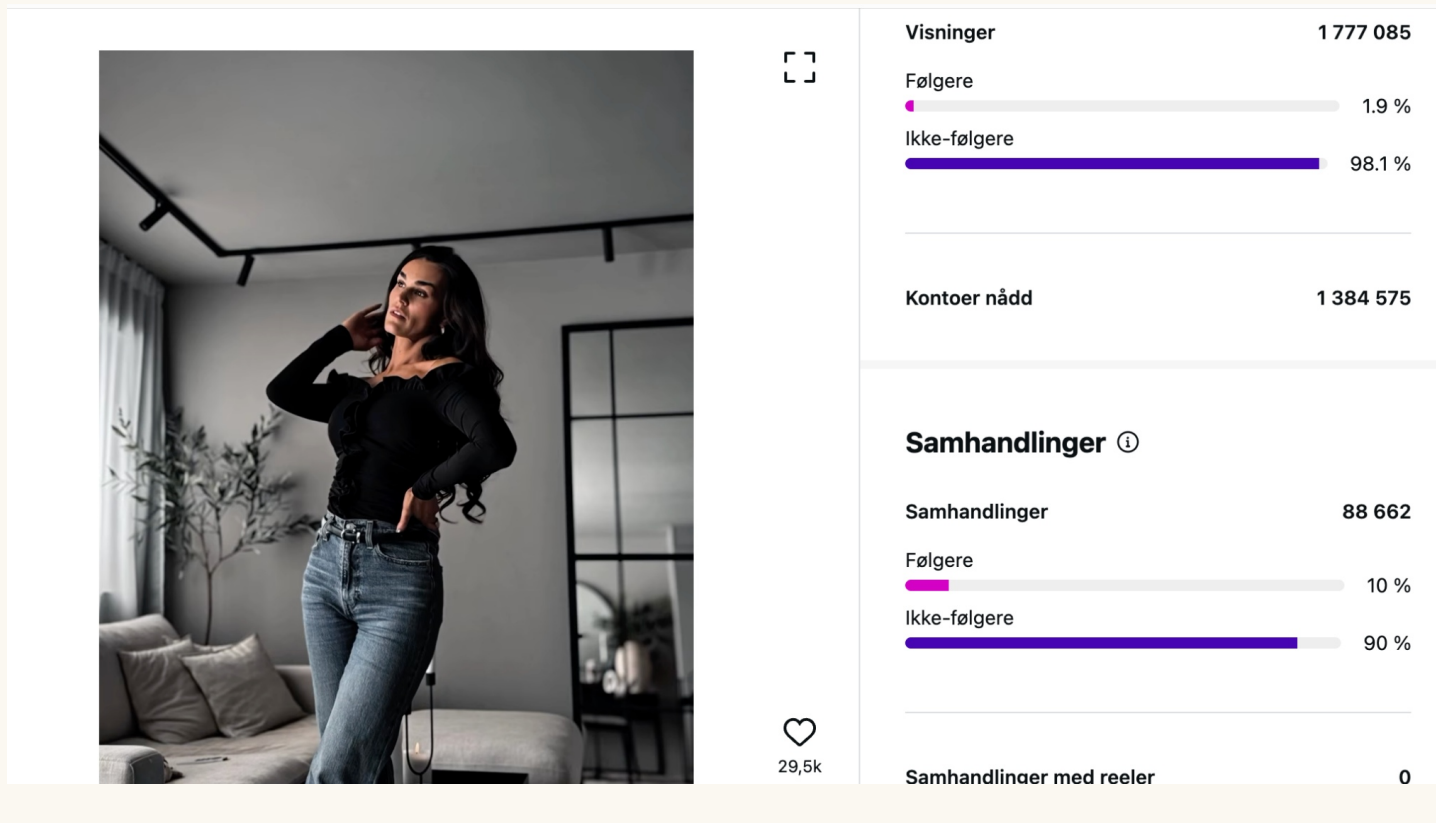 Visninger 1 777 085
Følgere
1.9 %
Ikke-følgere
98.1 %
Kontoer nådd 1 384 575
Samhandlinger
Samhandlinger 88 662
Følgere
10 %
Ikke-følgere
90 %
29,5k
Samhandlinger med reeler 0